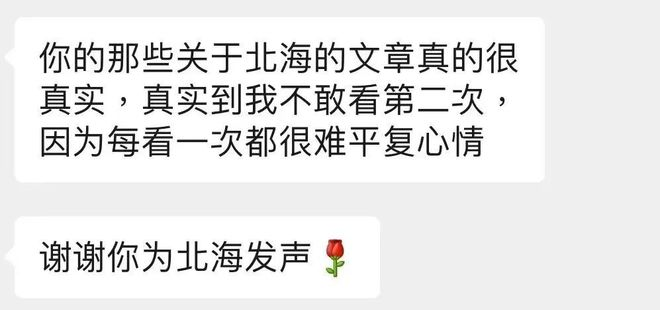 你的那些关于北海的文章真的很
真实，真实到我不敢看第二次，
因为每看一次都很难平复心情
谢谢你为北海发声🌹